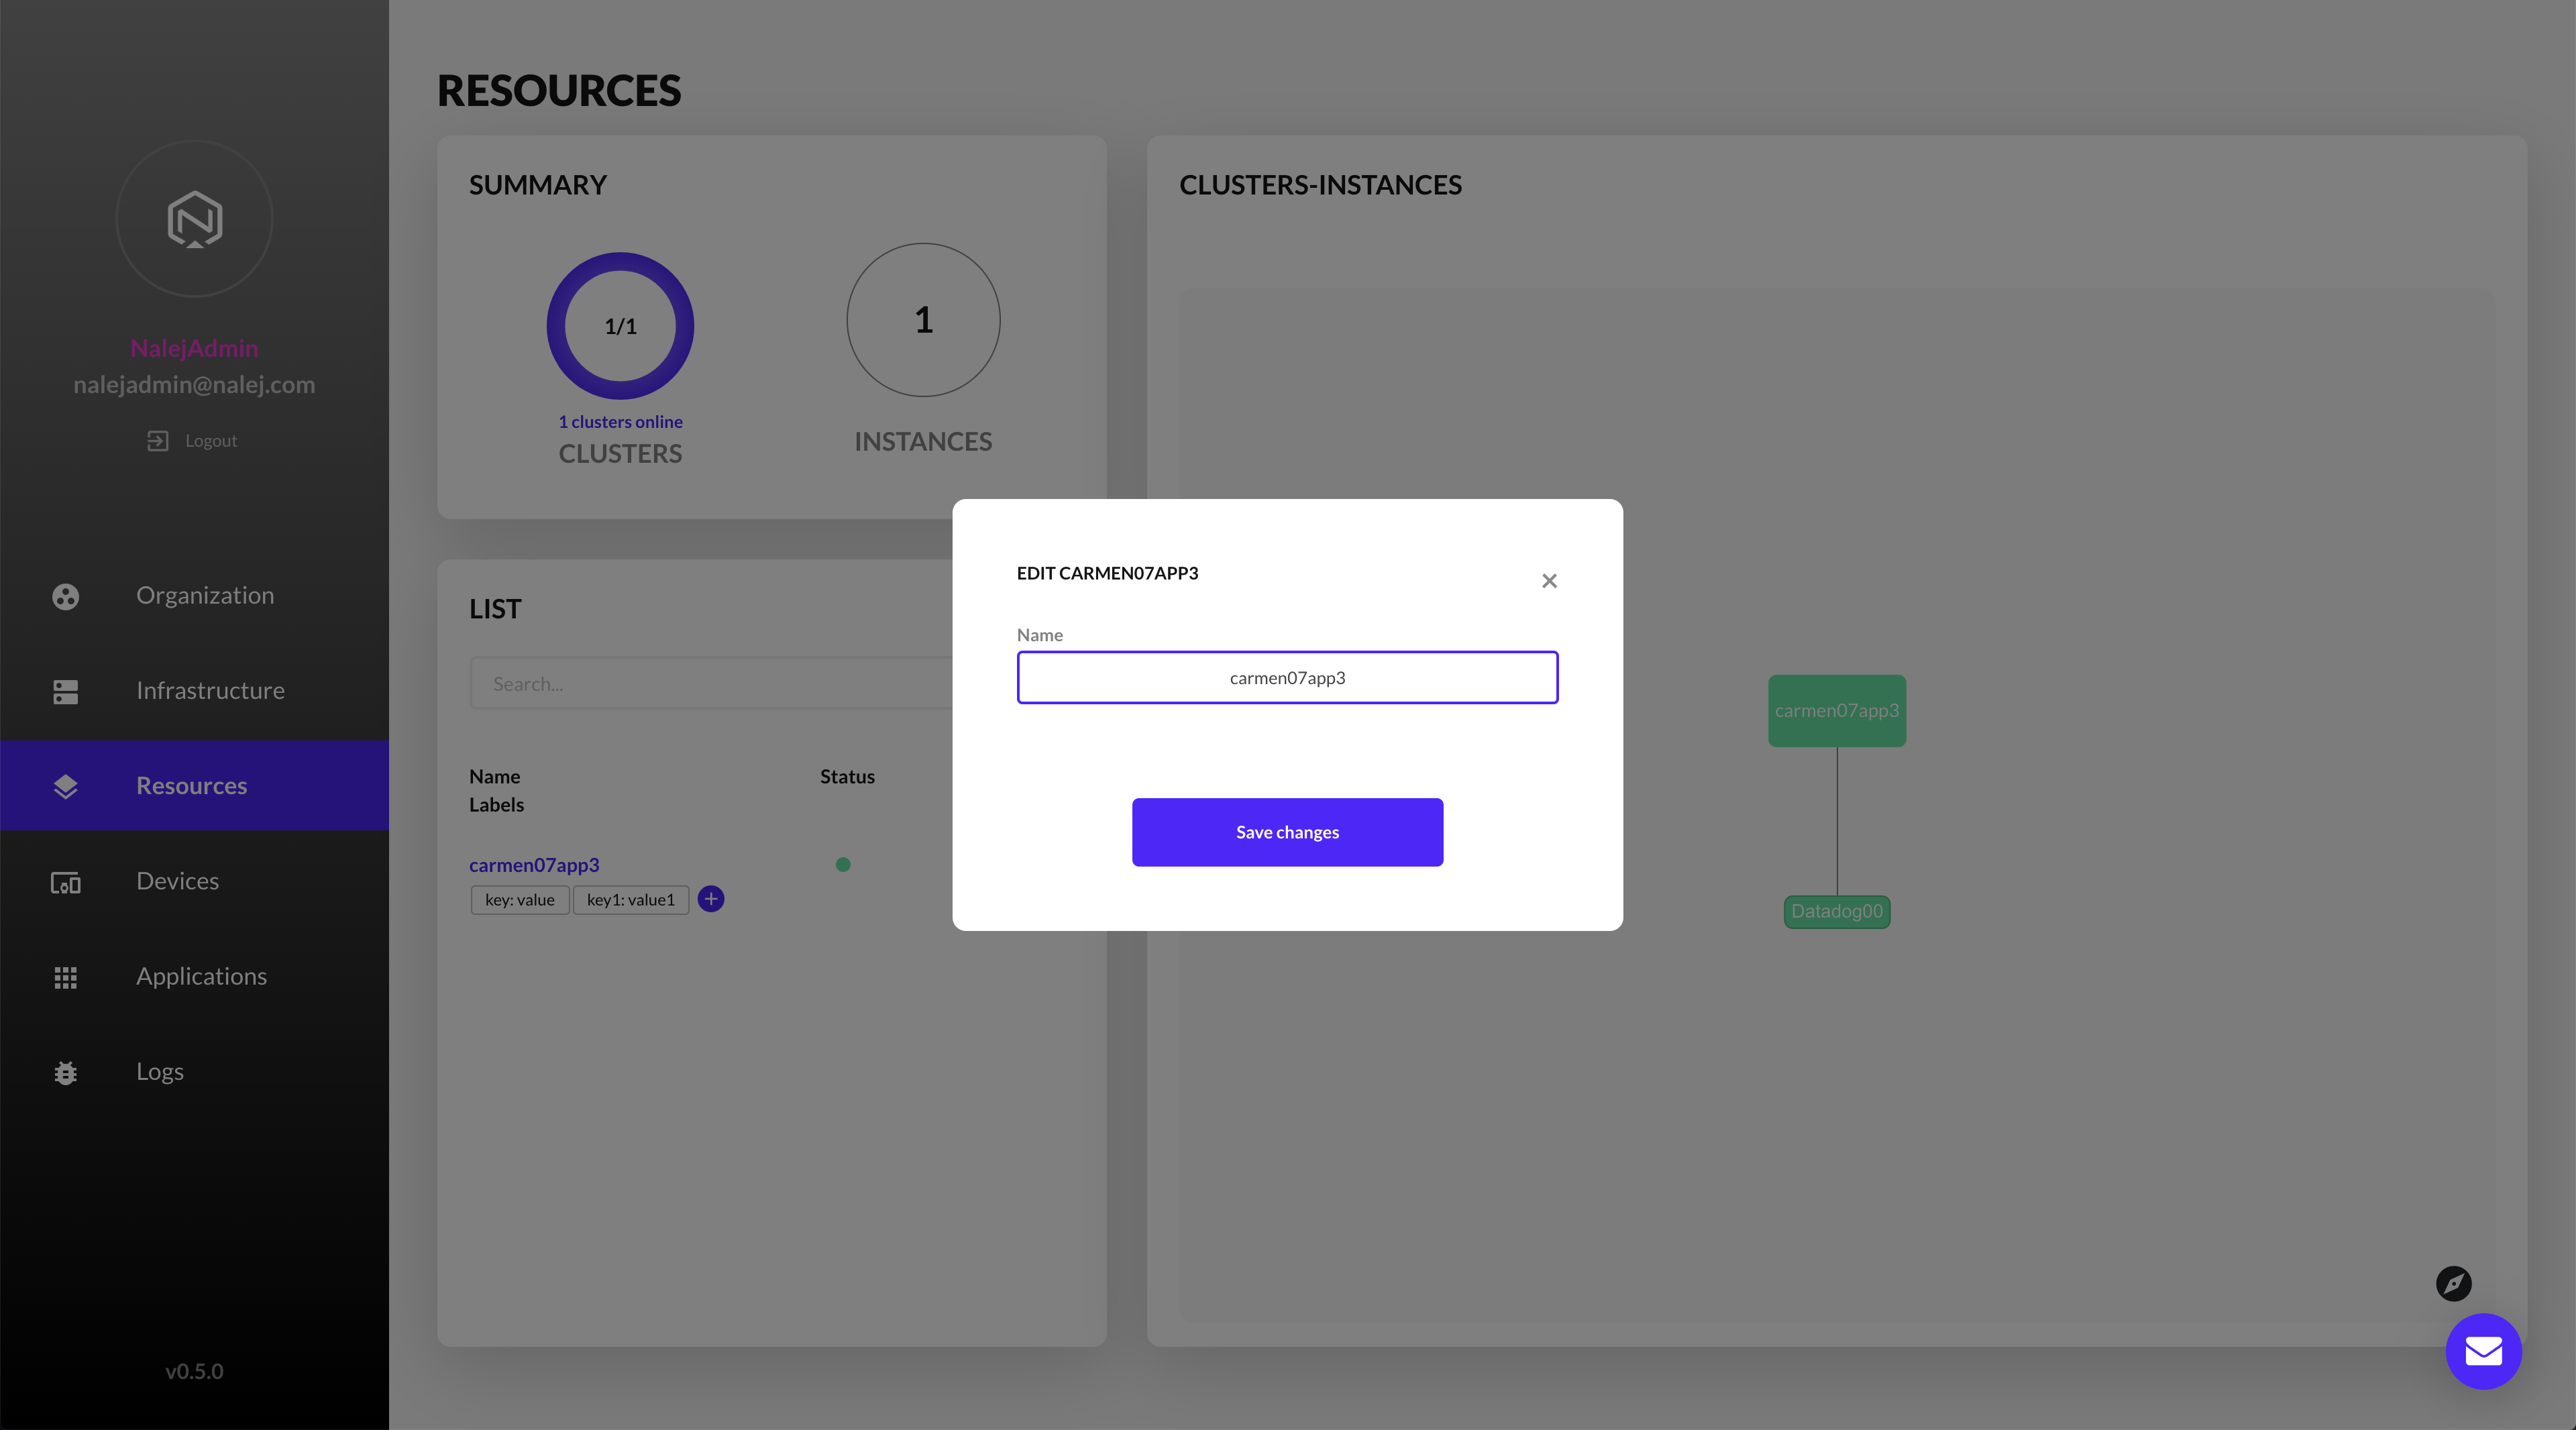 NalejAdmin
nalejadmin@nalej.com
Logout
Organization
Infrastructure
Resources
Devices
Applications
Logs
v0.5.0
RESOURCES
SUMMARY
1/1
1 clusters online
CLUSTERS
1
INSTANCES
LIST
Search...
Name Status
Labels
carmen07app3
key: value key1: value1
CLUSTERS-INSTANCES
carmen07app3
Datadog00
EDIT CARMEN07APP3
Name
carmen07app3
Save changes